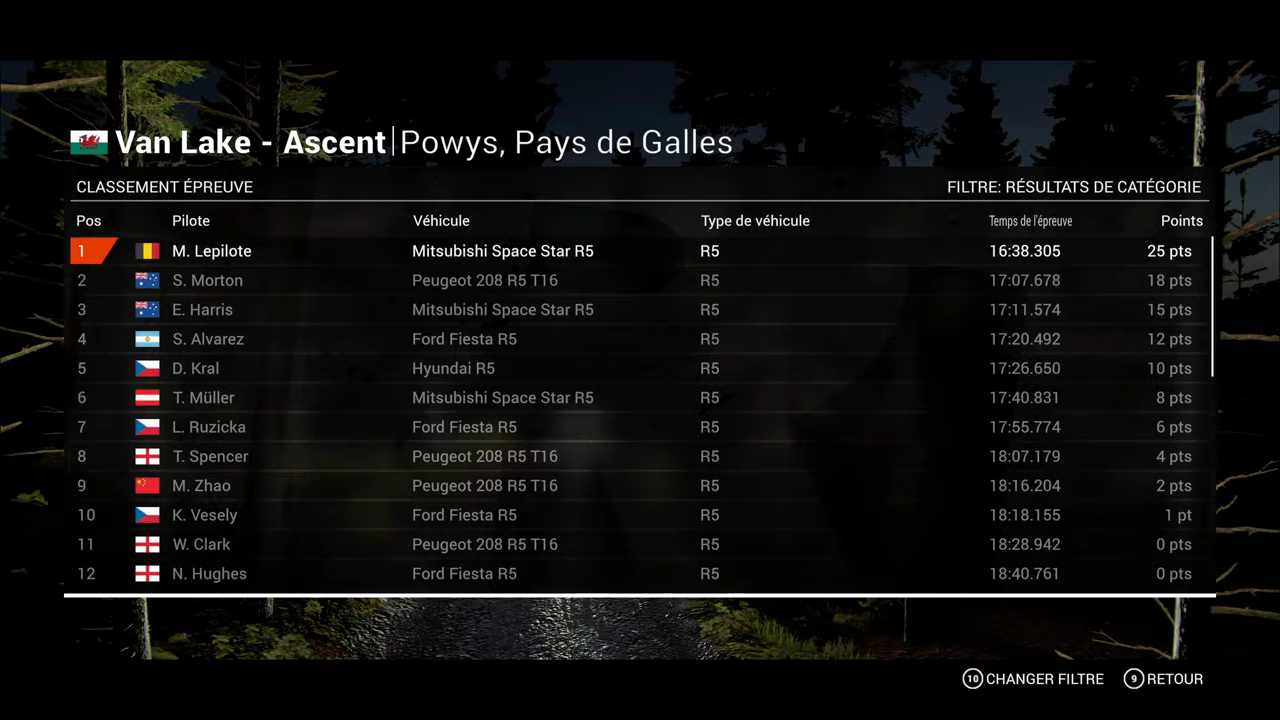 Van Lake - Ascent|Powys, Pays de Galles
CLASSEMENT ÉPREUVE FILTRE: RÉSULTATS DE CATÉGORIE
Pos Pilote Véhicule Type de véhicule Temps de l'épreuve Points
1 M. Lepilote Mitsubishi Space Star R5 R5 16:38.305 25 pts
2 S. Morton Peugeot 208 R5 T16 R5 17:07.678 18 pts
3 E. Harris Mitsubishi Space Star R5 R5 17:11.574 15 pts
4 S. Alvarez Ford Fiesta R5 R5 17:20.492 12 pts
5 D. Kral Hyundai R5 R5 17:26.650 10 pts
6 T. Müller Mitsubishi Space Star R5 R5 17:40.831 8 pts
7 L. Ruzicka Ford Fiesta R5 R5 17:55.774 6 pts
8 T. Spencer Peugeot 208 R5 T16 R5 18:07.179 4 pts
9 M. Zhao Peugeot 208 R5 T16 R5 18:16.204 2 pts
10 K. Vesely Ford Fiesta R5 R5 18:18.155 1 pt
11 W. Clark Peugeot 208 R5 T16 R5 18:28.942 0 pts
12 N. Hughes Ford Fiesta R5 R5 18:40.761 0 pts
10 CHANGER FILTRE 9 RETOUR